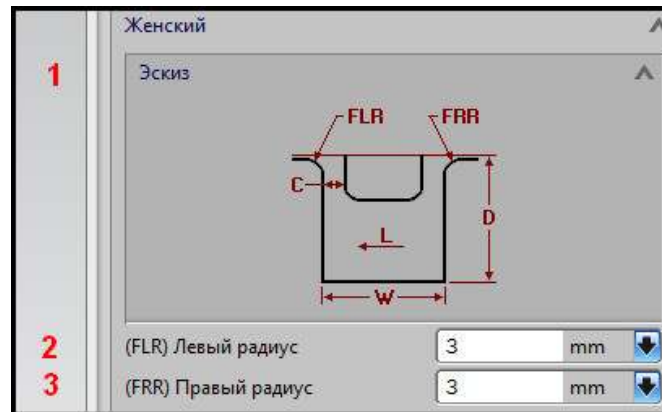 Женский
1 Эскиз
FLR FRR
C
D
L
W
2 (FLR) Левый радиус 3 mm
3 (FRR) Правый радиус 3 mm